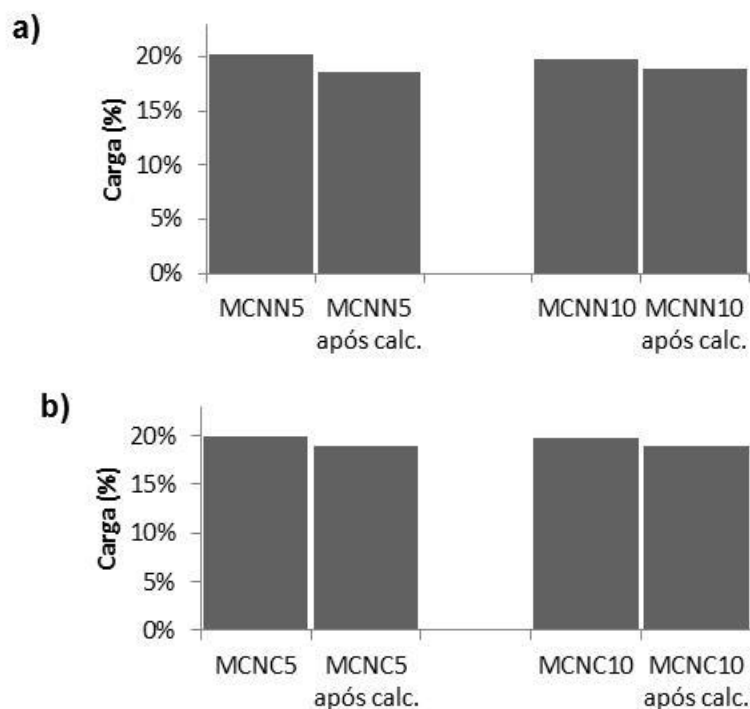 a)
Carga (%)
20%
15%
10%
5%
0%
MCNN5
MCNN5
após calc.
MCNN10
MCNN10
após calc.
b)
Carga (%)
20%
15%
10%
5%
0%
MCNC5
MCNC5
após calc.
MCNC10
MCNC10
após calc.